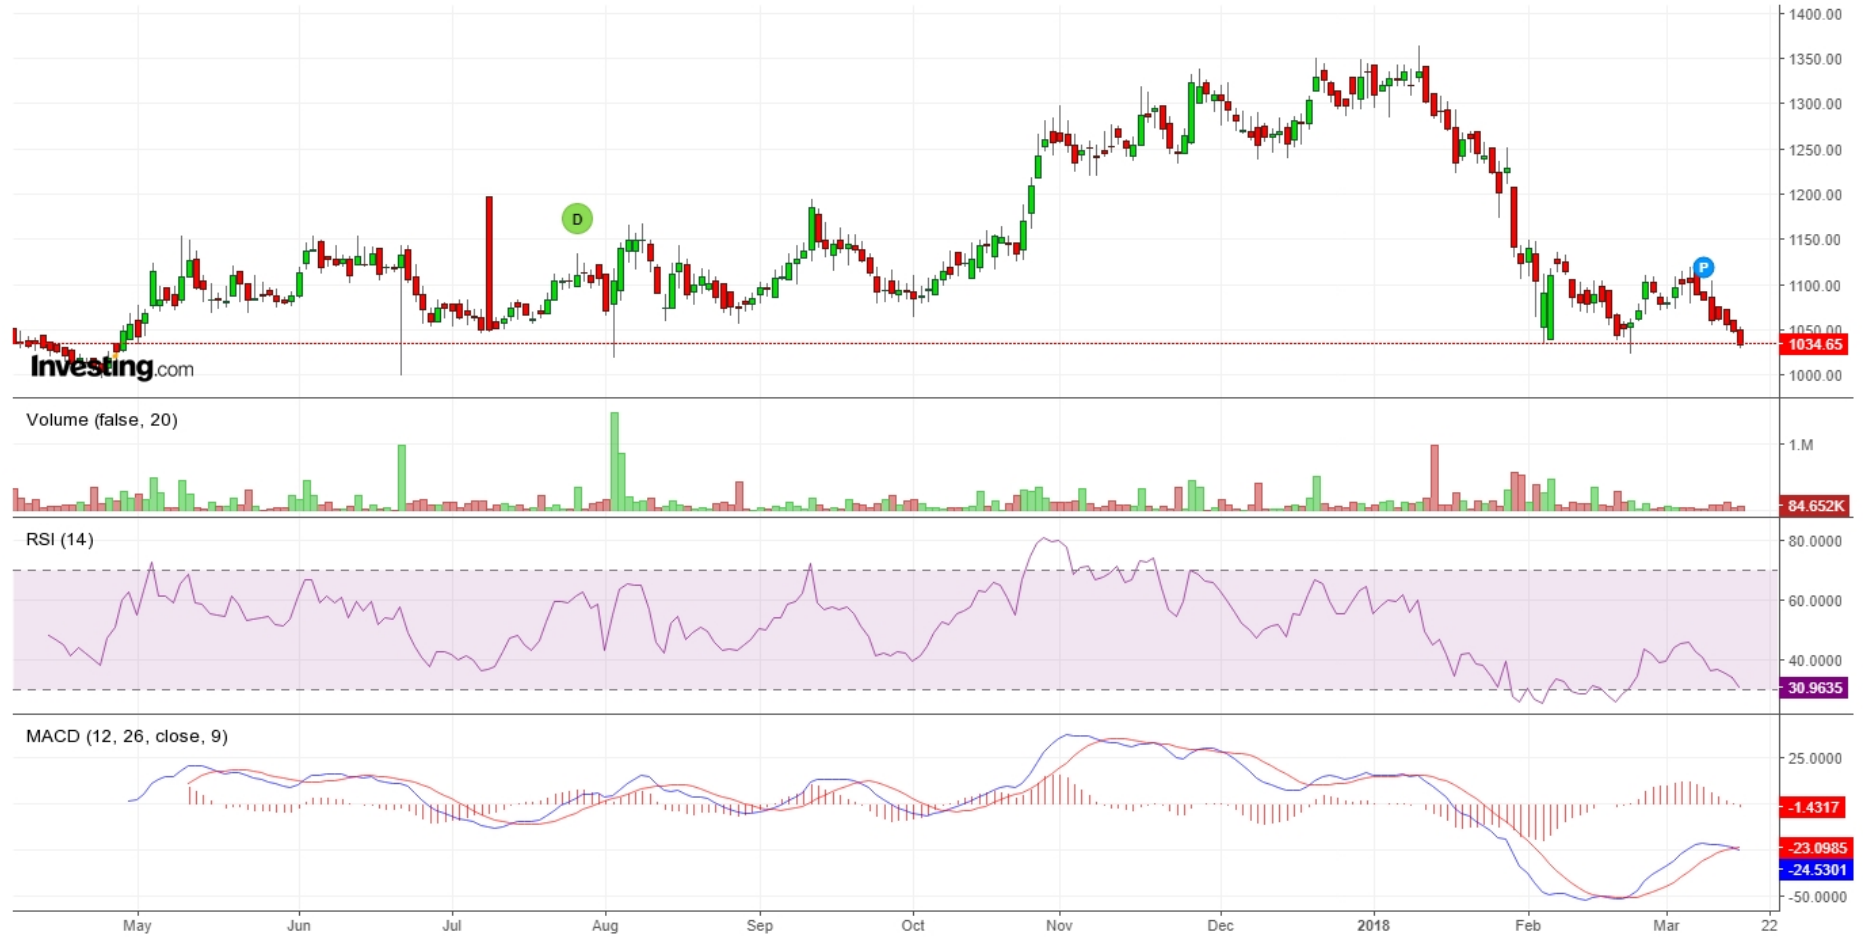 1400.00
1350.00
1300.00
1250.00
1200.00
D
1150.00
P
1100.00
1050.00
1034.65
Investing.com
1000.00
Volume (false, 20)
1.M
84.652K
RSI (14)
80.0000
60.0000
40.0000
30.9635
MACD (12, 26, close, 9)
25.0000
-1.4317
-23.0985
-24.5301
-50.0000
May Jun Jul Aug Sep Oct Nov Dec 2018 Feb Mar 22